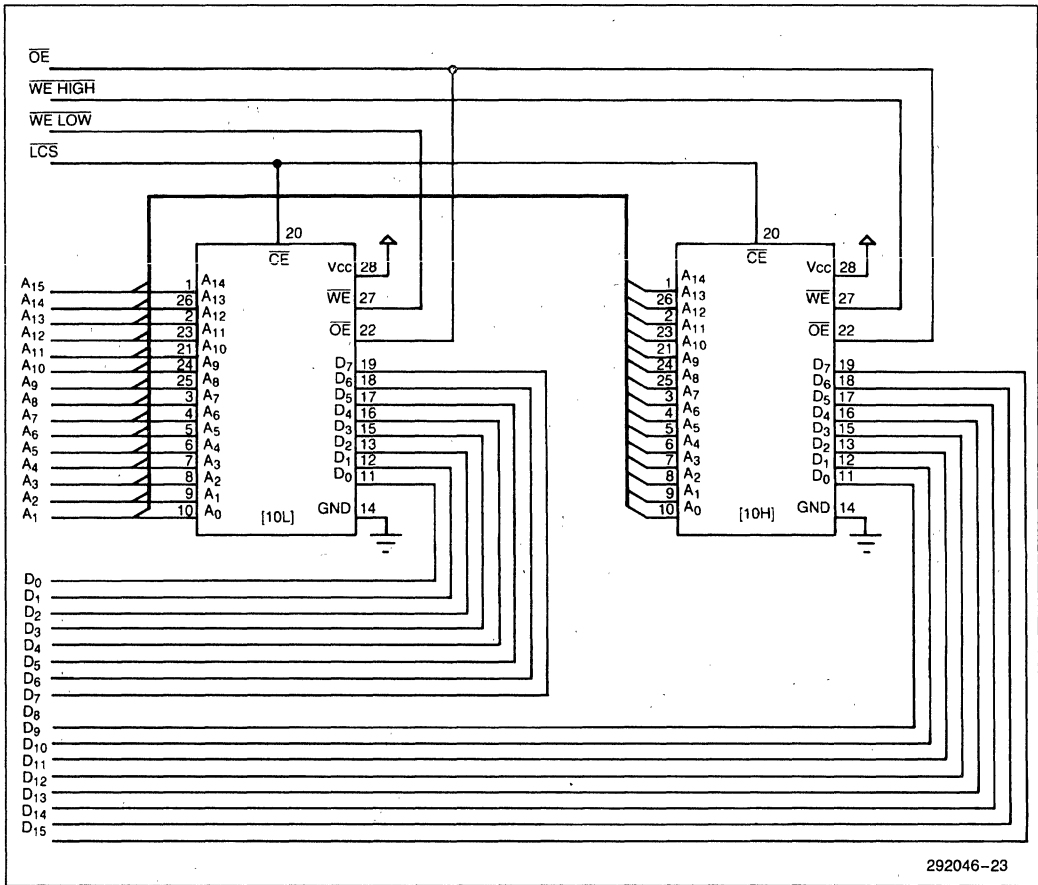 OE
WE HIGH
WE LOW
LCS
20
CE
Vcc 28
WE 27
OE 22
D7 19
D6 18
D5 17
D4 16
D3 15
D2 13
D1 12
D0 11
GND 14
[10L]
A15 1 A14
A14 26 A13
A13 2 A12
A12 23 A11
A11 21 A10
A10 24 A9
A9 25 A8
A8 3 A7
A7 4 A6
A6 5 A5
A5 6 A4
A4 7 A3
A3 8 A2
A2 9 A1
A1 10 A0
20
CE
1 A14
26 A13
2 A12
23 A11
21 A10
24 A9
25 A8
3 A7
4 A6
5 A5
6 A4
7 A3
8 A2
9 A1
10 A0
Vcc 28
WE 27
OE 22
D7 19
D6 18
D5 17
D4 16
D3 15
D2 13
D1 12
D0 11
GND 14
[10H]
D0
D1
D2
D3
D4
D5
D6
D7
D8
D9
D10
D11
D12
D13
D14
D15
292046-23